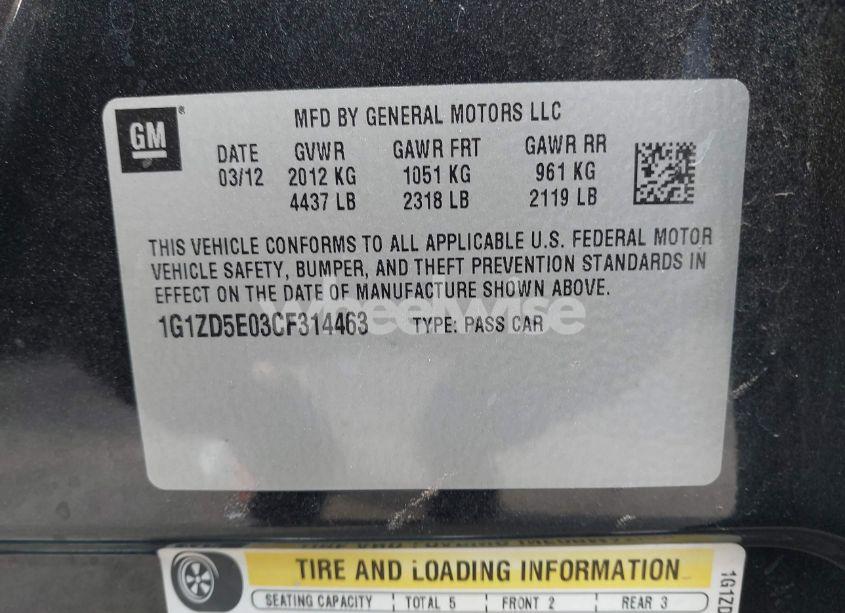 GM®
MFD BY GENERAL MOTORS LLC
DATE GVWR GAWR FRT GAWR RR
03/12 2012 KG 1051 KG 961 KG
4437 LB 2318 LB 2119 LB
THIS VEHICLE CONFORMS TO ALL APPLICABLE U.S. FEDERAL MOTOR
VEHICLE SAFETY, BUMPER, AND THEFT PREVENTION STANDARDS IN
EFFECT ON THE DATE OF MANUFACTURE SHOWN ABOVE.
WheelWise
1G1ZD5E03CF314463 TYPE: PASS CAR
TIRE AND LOADING INFORMATION
SEATING CAPACITY TOTAL 5 FRONT 2 REAR 3
1G1ZD